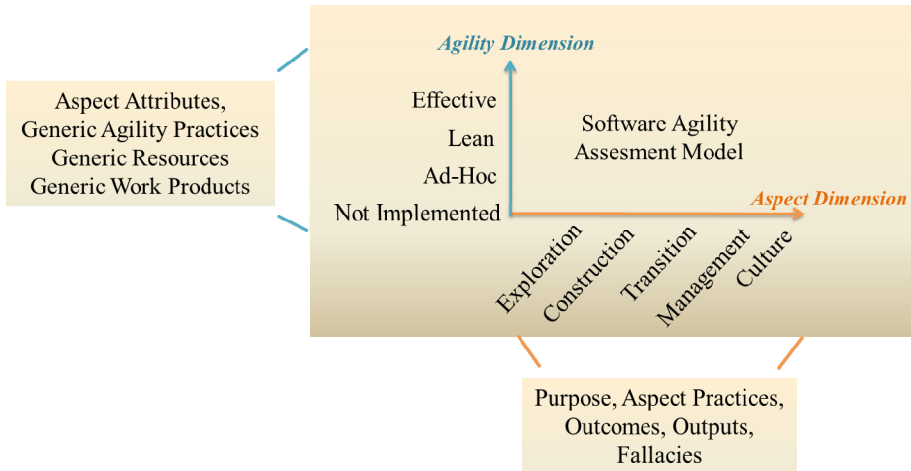 Agility Dimension
Aspect Attributes,
Generic Agility Practices
Generic Resources
Generic Work Products
Effective
Lean
Ad-Hoc
Not Implemented
Software Agility
Assesment Model
Aspect Dimension
Exploration
Construction
Transition
Management
Culture
Purpose, Aspect Practices,
Outcomes, Outputs,
Fallacies